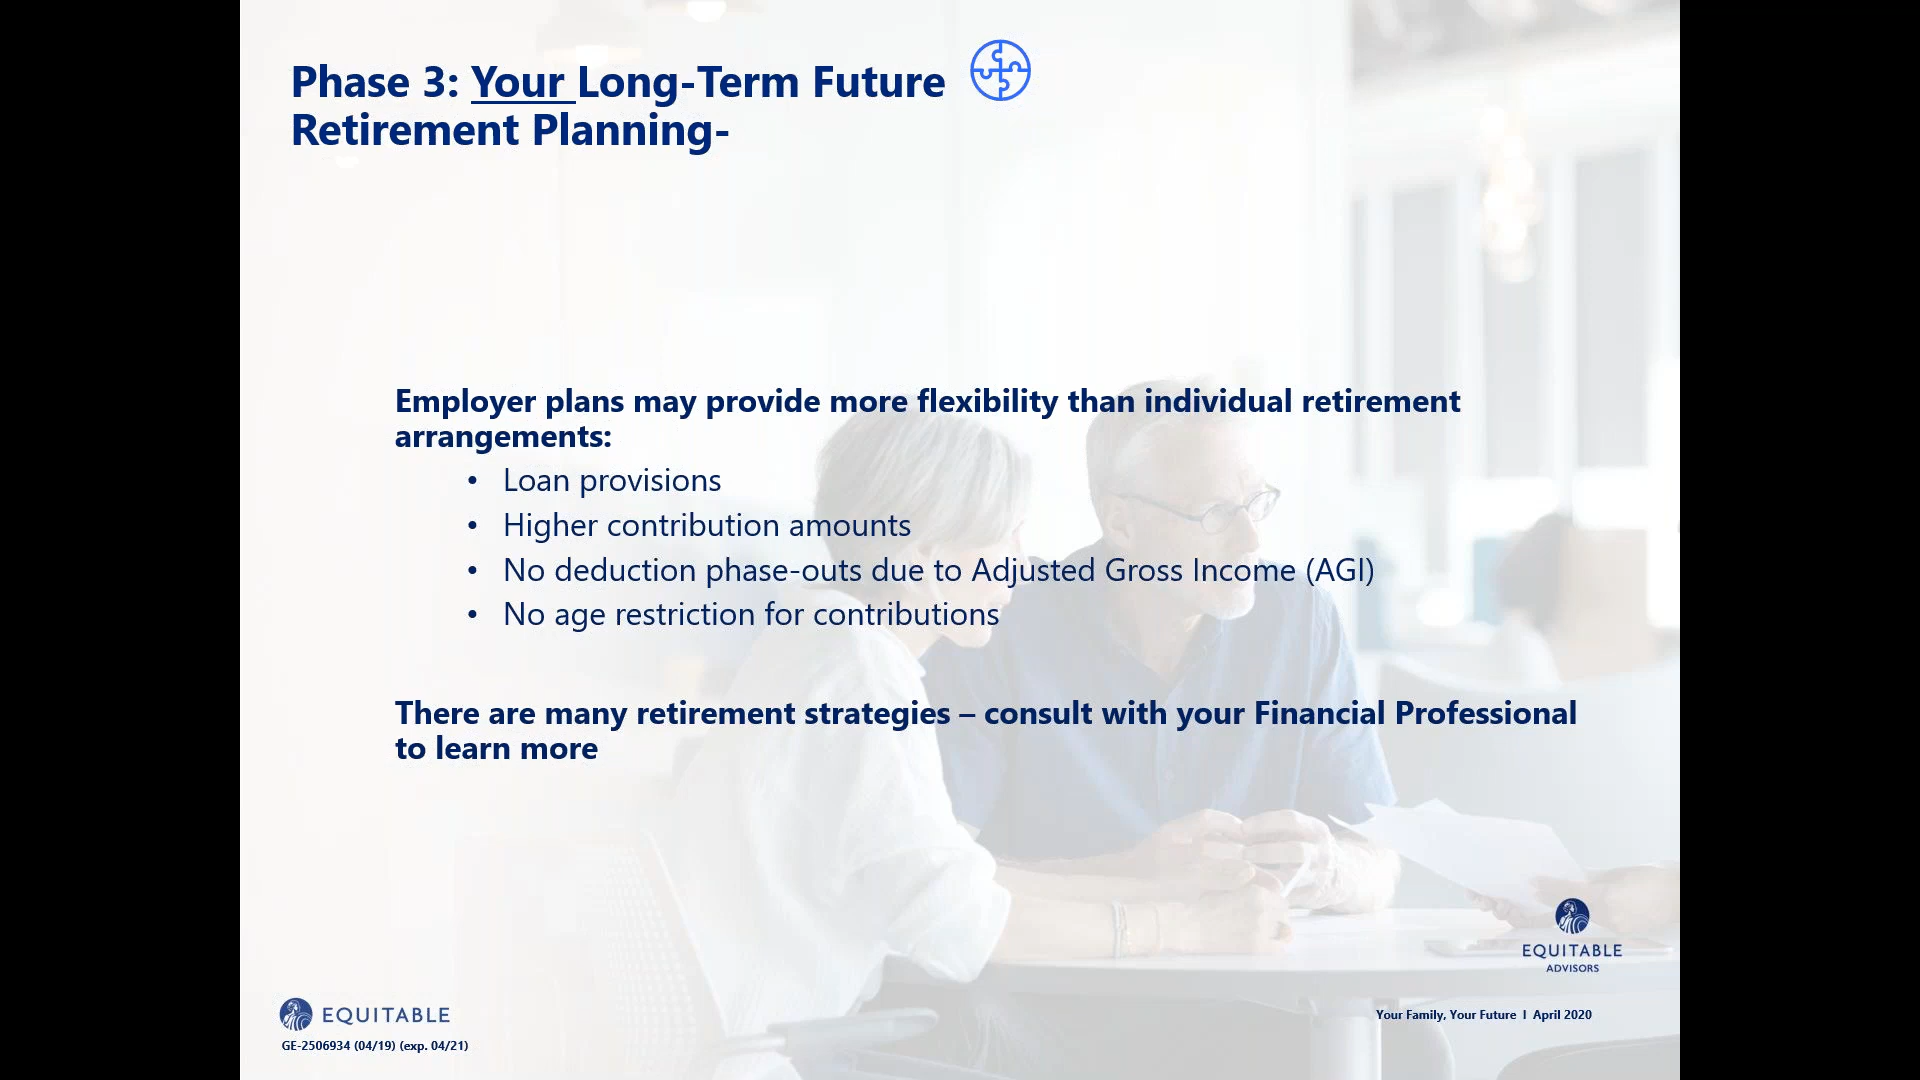 Phase 3: Your Long-Term Future
Retirement Planning-
Employer plans may provide more flexibility than individual retirement
arrangements:
• Loan provisions
• Higher contribution amounts
• No deduction phase-outs due to Adjusted Gross Income (AGI)
• No age restriction for contributions
There are many retirement strategies – consult with your Financial Professional
to learn more
EQUITABLE
ADVISORS
EQUITABLE
Your Family, Your Future I April 2020
GE-2506934 (04/19) (exp. 04/21)